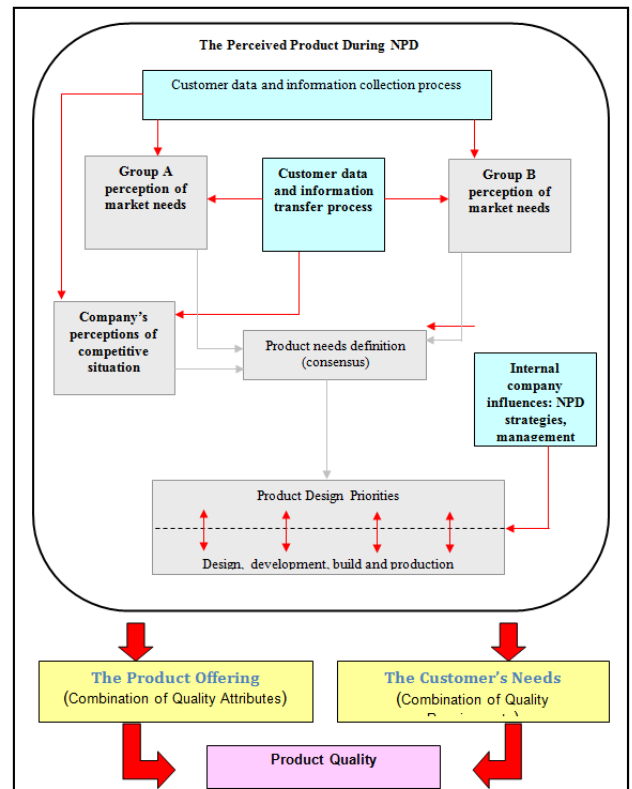 The Perceived Product During NPD
Customer data and information collection process
Group A
perception of
market needs
Customer data
and information
transfer process
Group B
perception of
market needs
Company's
perceptions of
competitive
situation
Product needs definition
(consensus)
Internal
company
influences: NPD
strategies,
management
Product Design Priorities
Design, development, build and production
The Product Offering
(Combination of Quality Attributes)
The Customer's Needs
(Combination of Quality
Product Quality